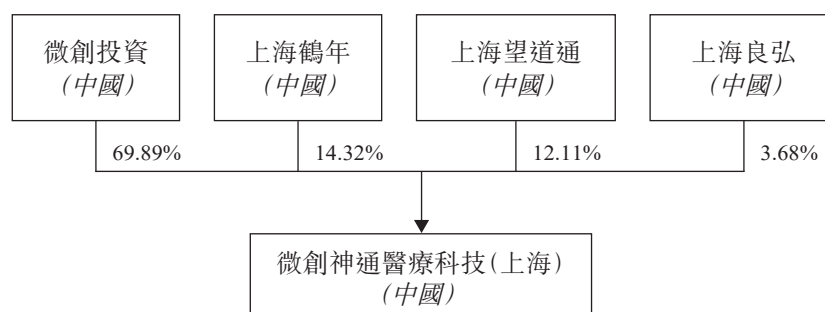 微創投資
(中國)
上海鶴年
(中國)
上海望道通
(中國)
上海良弘
(中國)
69.89%
14.32%
12.11%
3.68%
微創神通醫療科技(上海)
(中國)